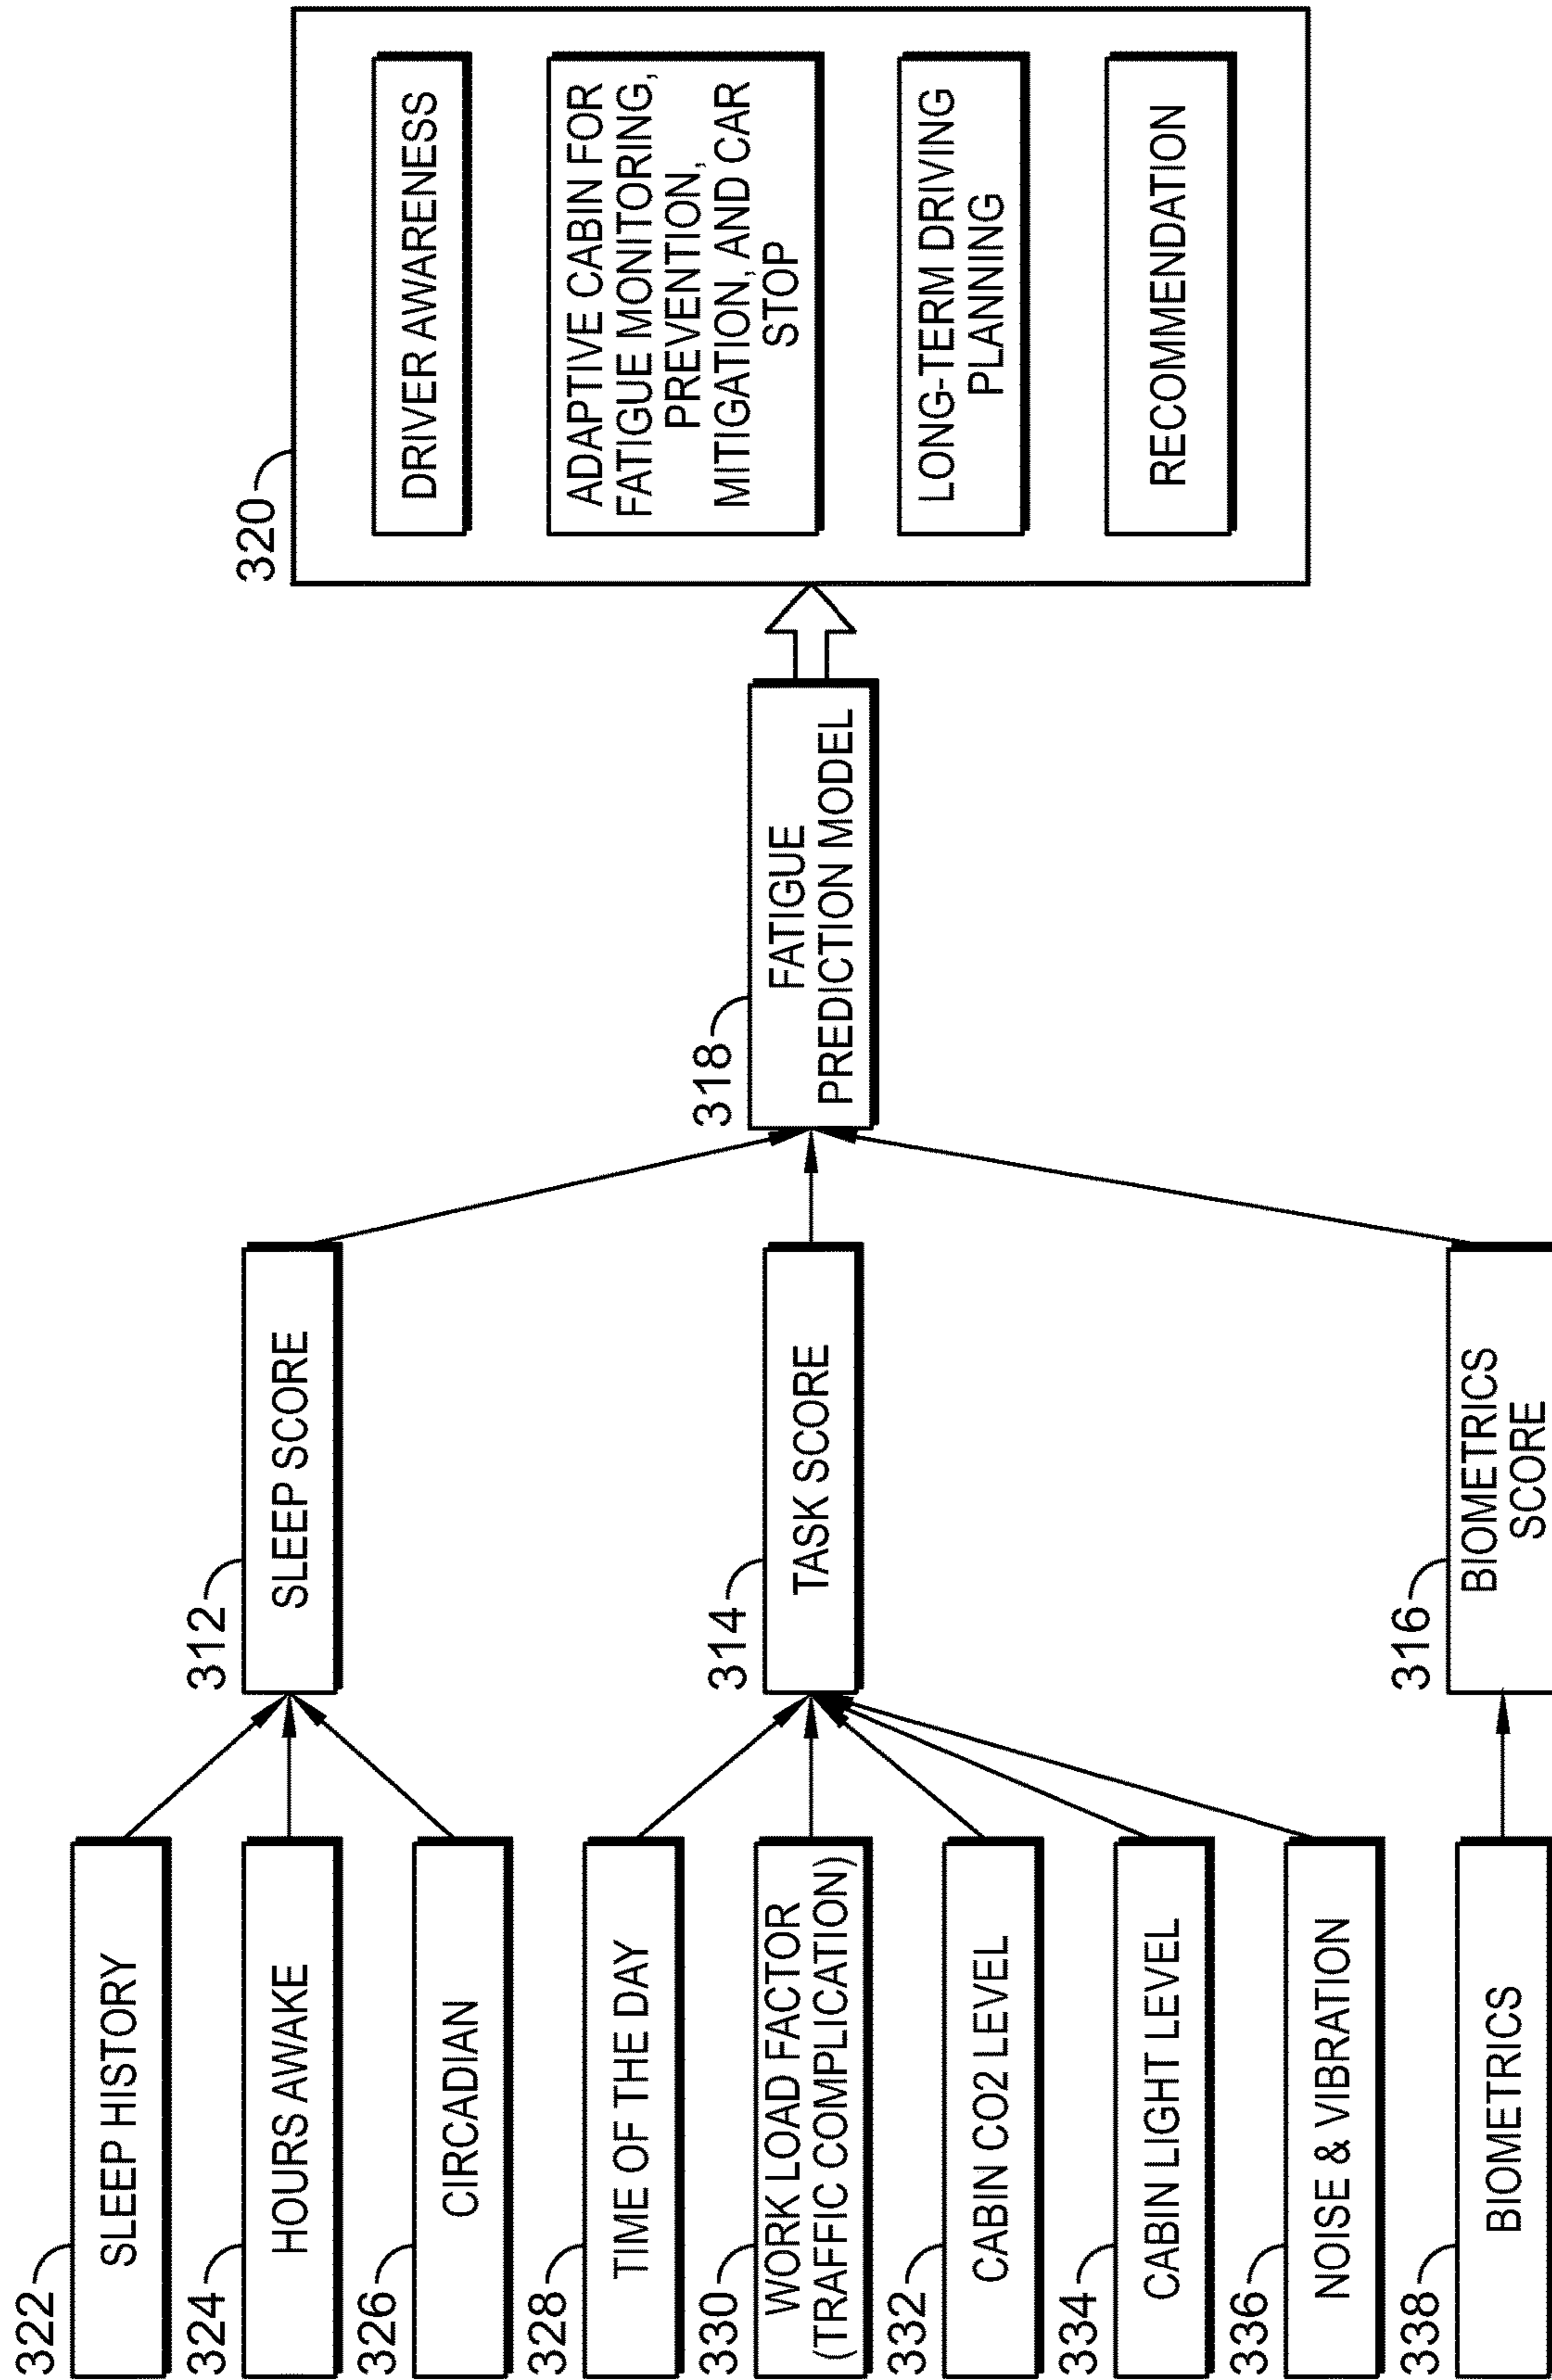 322
SLEEP HISTORY
324
HOURS AWAKE
326
CIRCADIAN
328
TIME OF THE DAY
330
WORK LOAD FACTOR
(TRAFFIC COMPLICATION)
332
CABIN CO2 LEVEL
334
CABIN LIGHT LEVEL
336
NOISE & VIBRATION
338
BIOMETRICS
312
SLEEP SCORE
314
TASK SCORE
316
BIOMETRICS
SCORE
318
FATIGUE
PREDICTION MODEL
320
DRIVER AWARENESS
ADAPTIVE CABIN FOR
FATIGUE MONITORING,
PREVENTION,
MITIGATION, AND CAR
STOP
LONG-TERM DRIVING
PLANNING
RECOMMENDATION